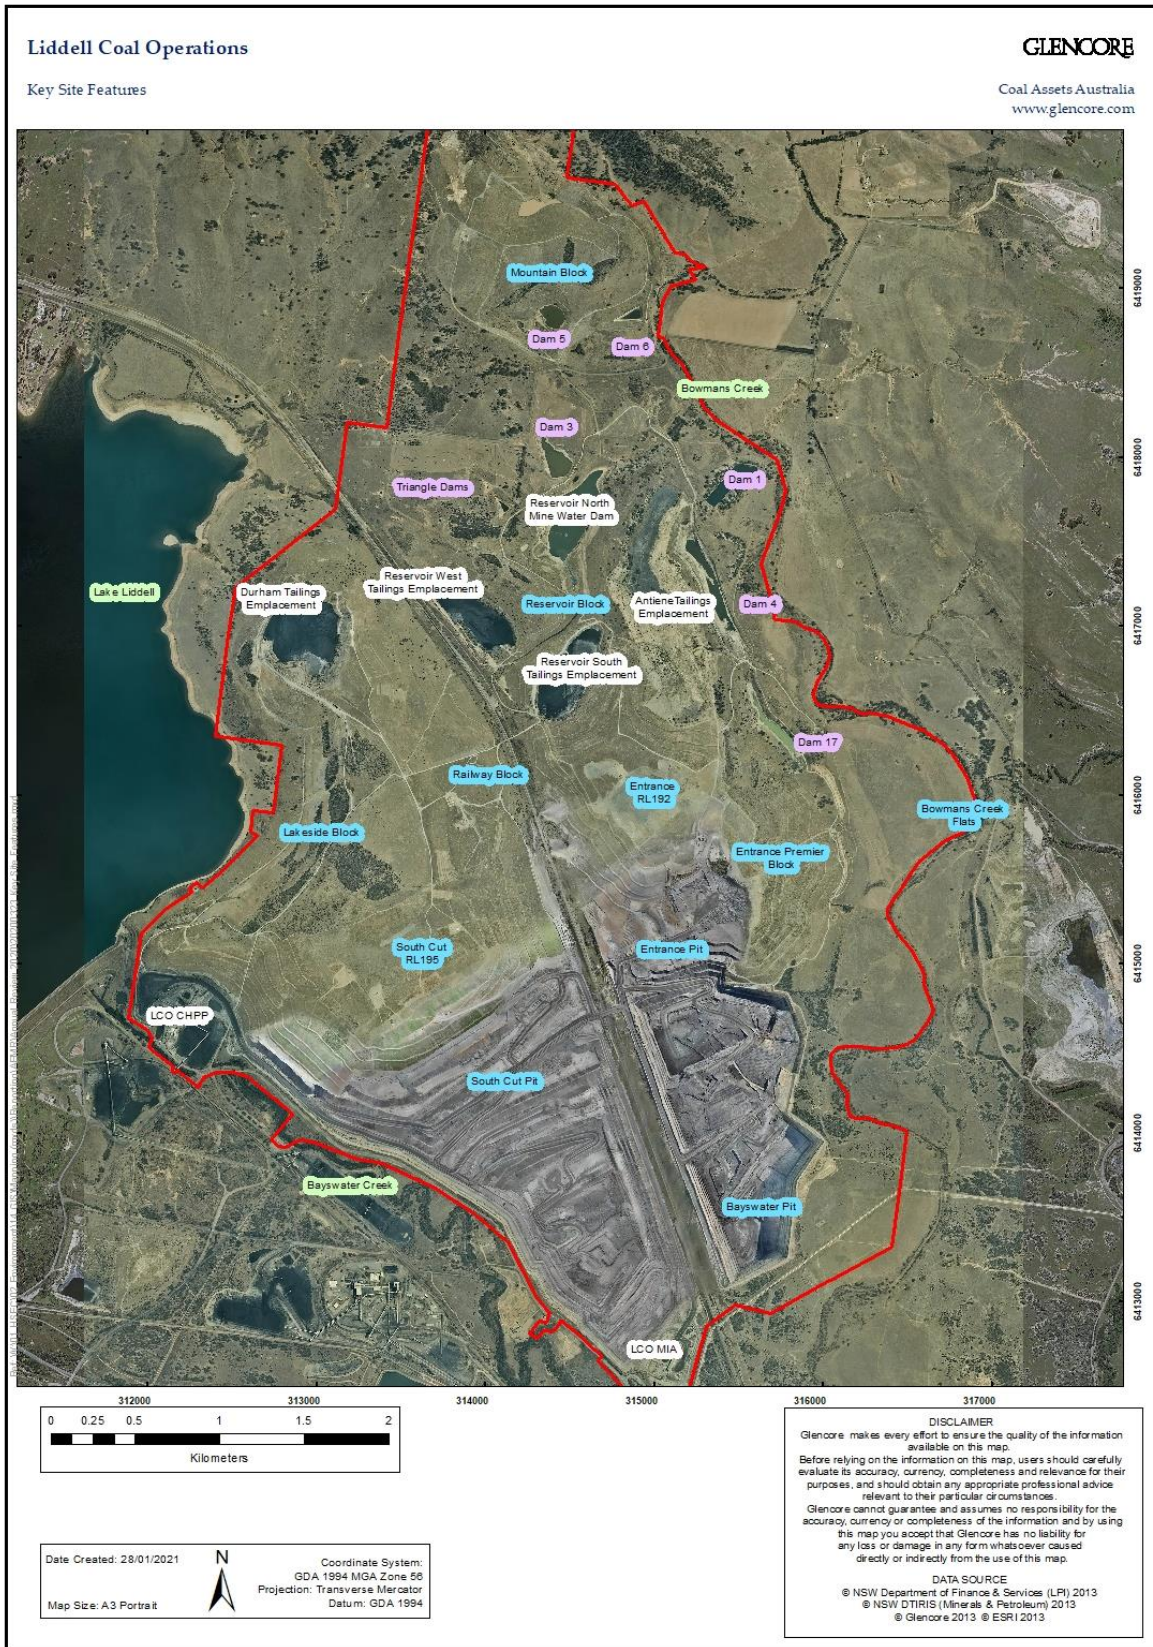 Liddell Coal Operations
GLENCORE
Key Site Features
Coal Assets Australia
www.glencore.com
Mountain Block
6419000
Dam 5
Dam 6
Bowmans Creek
Dam 3
6418000
Dam 1
Triangle Dams
Reservoir North
Mine Water Dam
Reservoir West
Tailings Emplacement
Lake Liddell
Durham Tailings
Emplacement
Reservoir Block
AntieneTailings
Emplacement
Dam 4
6417000
Reservoir South
Tailings Emplacement
Dam 17
Railway Block
Entrance
RL192
6416000
Bowmans Creek
Flats
Lakeside Block
Entrance Premier
Block
South Cut
RL195
Entrance Pit
6415000
LCO CHPP
South Cut Pit
6414000
Bayswater Creek
Bayswater Pit
6413000
LCO MIA
312000
313000
314000
315000
316000
317000
0 0.25 0.5 1 1.5 2
Kilometers
DISCLAIMER
Glencore makes every effort to ensure the quality of the information
available on this map.
Before relying on the information on this map, users should carefully
evaluate its accuracy, currency, completeness and relevance for their
purposes, and should obtain any appropriate professional advice
relevant to their particular circumstances.
Glencore cannot guarantee and assumes no responsibility for the
accuracy, currency or completeness of the information and by using
this map you accept that Glencore has no liability for
any loss or damage in any form whatsoever caused
directly or indirectly from the use of this map.
DATA SOURCE
© NSW Department of Finance & Services (LPI) 2013
© NSW DTIRIS (Minerals & Petroleum) 2013
© Glencore 2013 © ESRI 2013
Date Created: 28/01/2021
Map Size: A3 Portrait
N
Coordinate System:
GDA 1994 MGA Zone 56
Projection: Transverse Mercator
Datum: GDA 1994